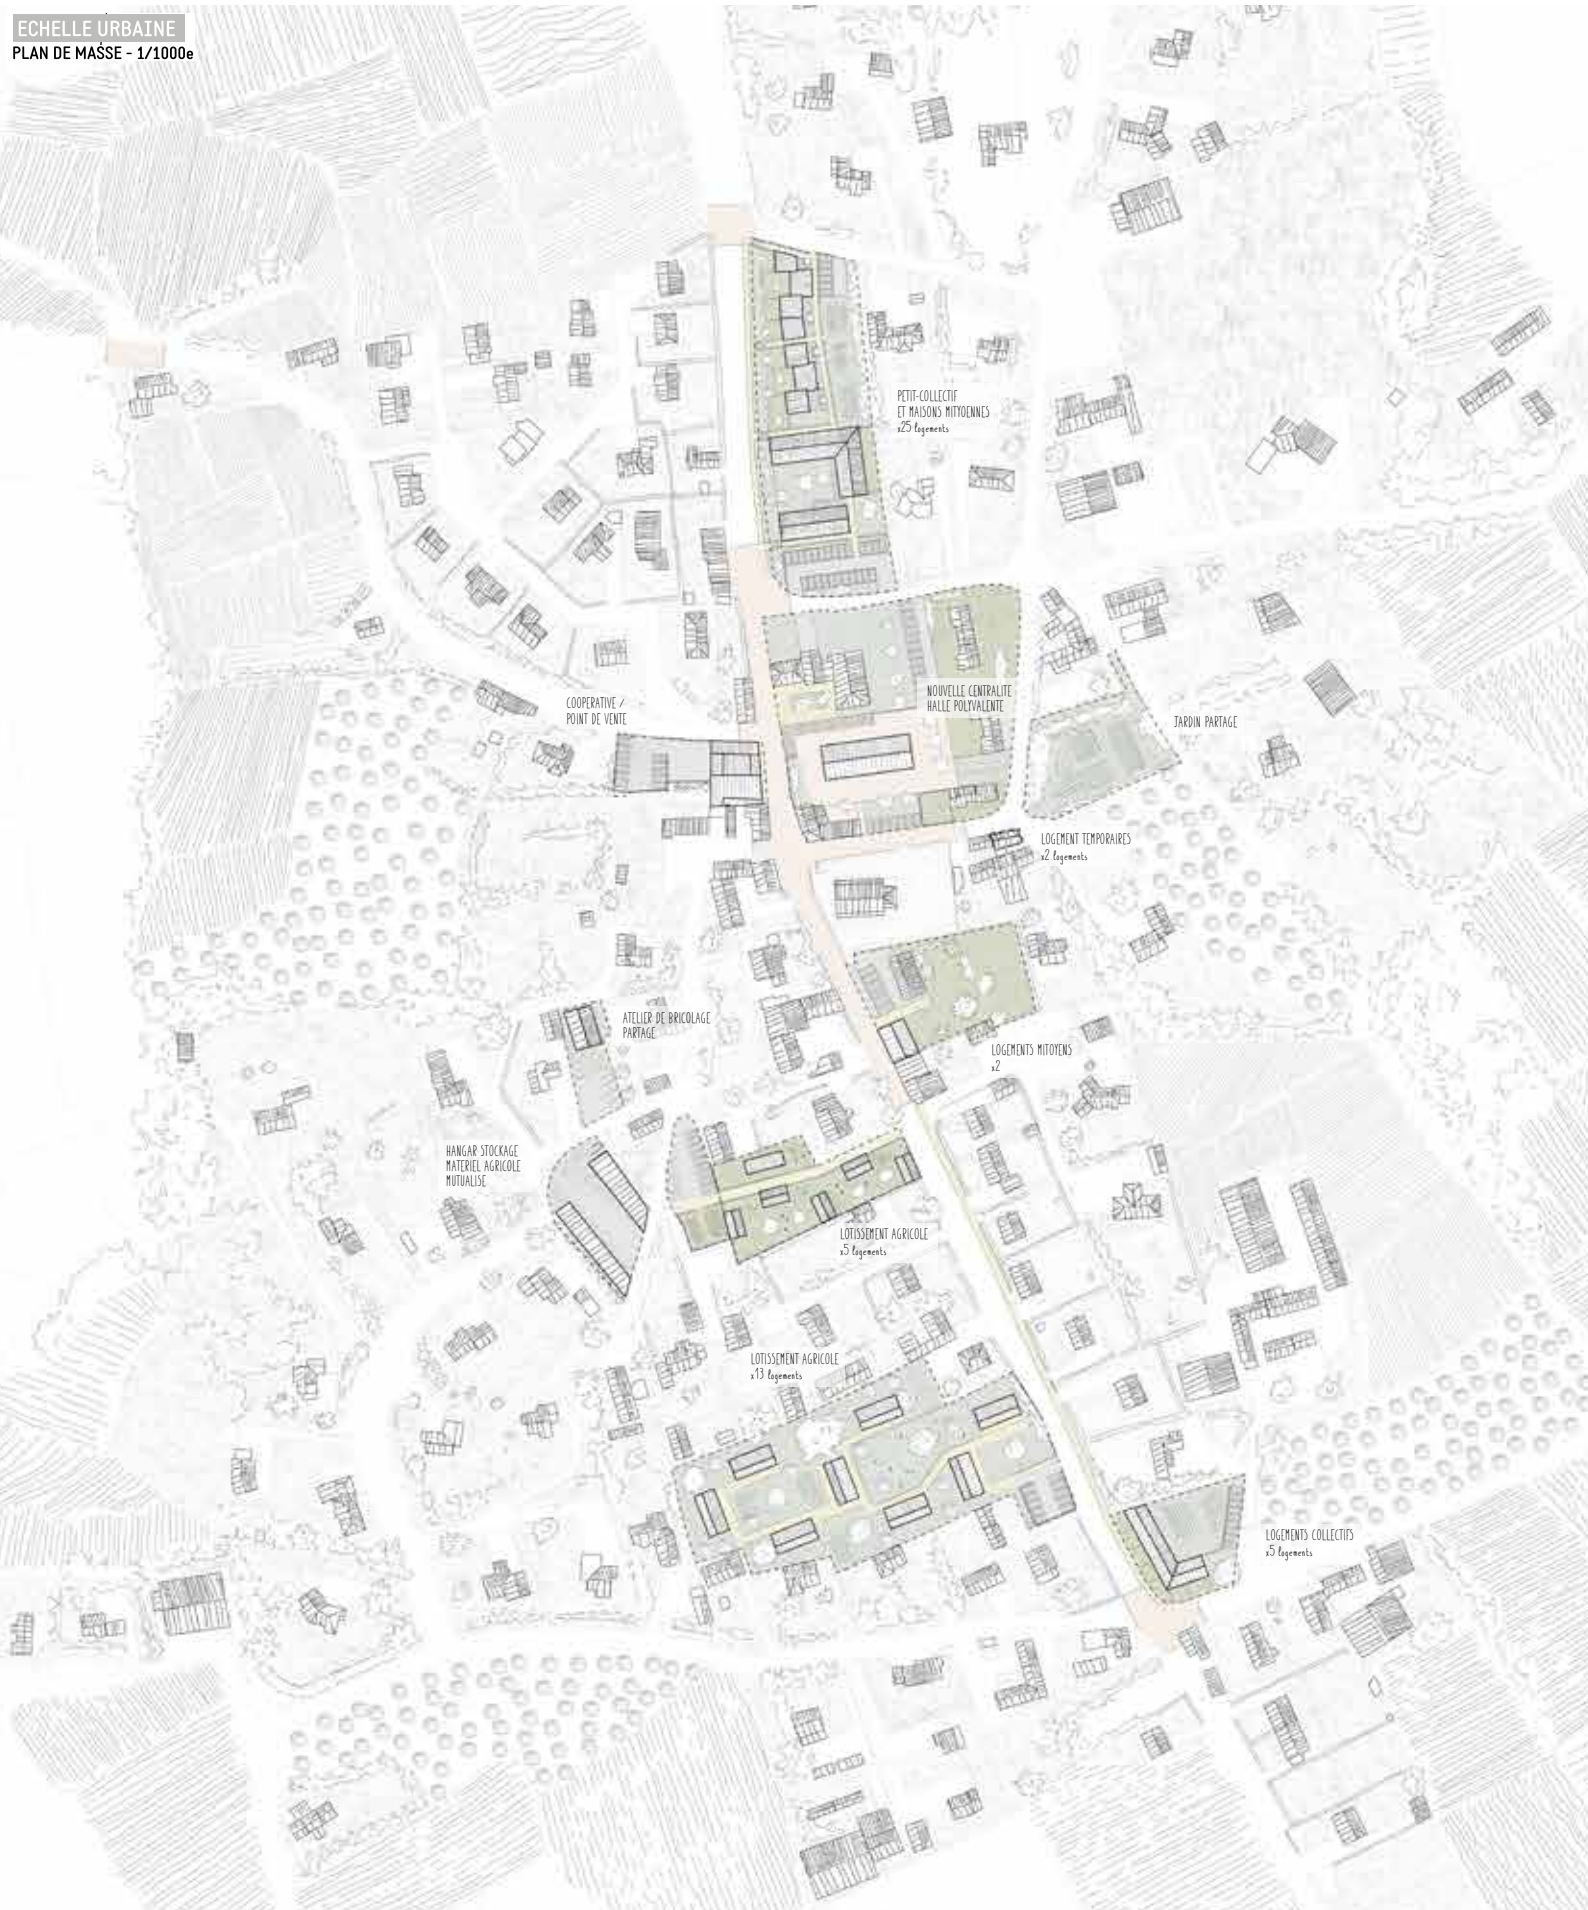 ECHELLE URBAINE
PLAN DE MASSE - 1/1000e
PETIT-COLLECTIF
ET MAISONS MITYOENNES
x25 logements
NOUVELLE CENTRALITE
HALLE POLYVALENTE
COOPERATIVE /
POINT DE VENTE
JARDIN PARTAGE
LOGEMENT TEMPORAIRES
x2 logements
ATELIER DE BRICOLAGE
PARTAGE
LOGEMENTS MITOYENS
x2
HANGAR STOCKAGE
MATERIEL AGRICOLE
MUTUALISE
LOTISSEMENT AGRICOLE
x5 logements
LOTISSEMENT AGRICOLE
x13 logements
LOGEMENTS COLLECTIFS
x5 logements